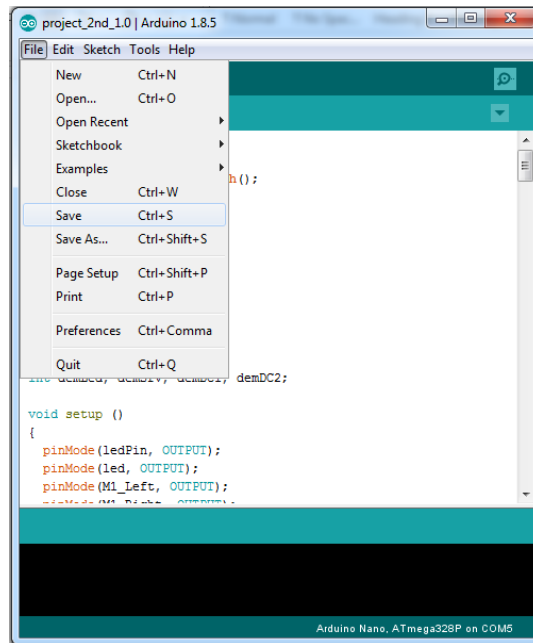 project_2nd_1.0 | Arduino 1.8.5
File Edit Sketch Tools Help
New Ctrl+N
Open... Ctrl+O
Open Recent
Sketchbook
Examples
h();
Close Ctrl+W
Save Ctrl+S
Save As... Ctrl+Shift+S
Page Setup Ctrl+Shift+P
Print Ctrl+P
Preferences Ctrl+Comma
Quit Ctrl+Q
demDC2;
void setup ()
{
pinMode(ledPin, OUTPUT);
pinMode(led, OUTPUT);
pinMode(M1_Left, OUTPUT);
Arduino Nano, ATmega328P on COM5